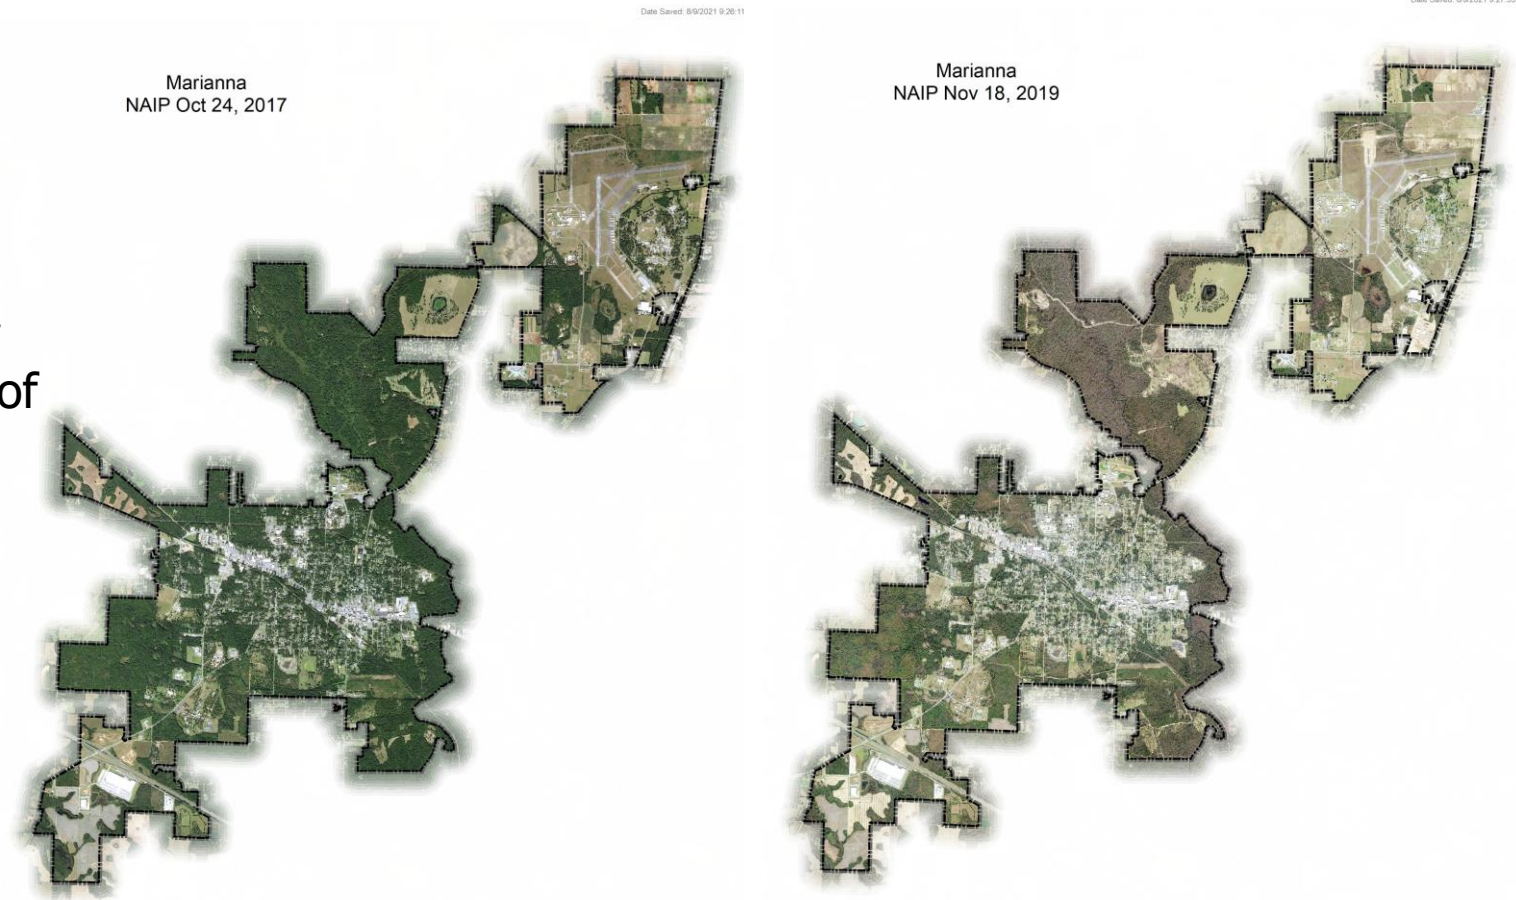 Date Saved: 8/9/2021 9:26:11
Marianna
NAIP Oct 24, 2017
Marianna
NAIP Nov 18, 2019
of